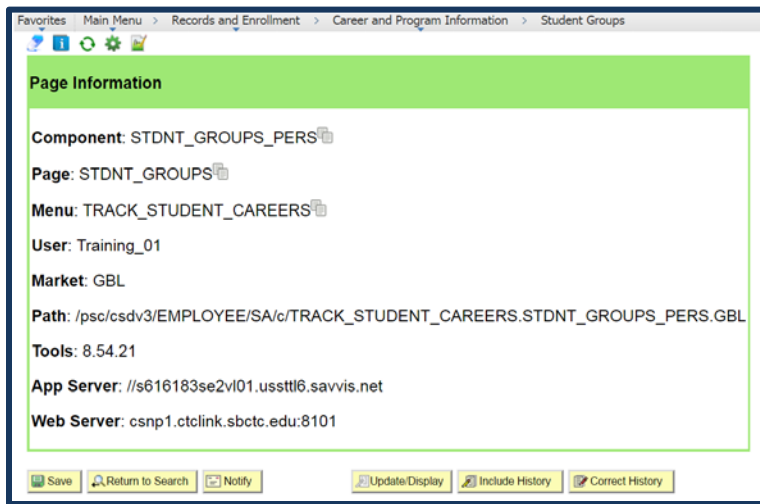 Favorites Main Menu > Records and Enrollment > Career and Program Information > Student Groups
Page Information
Component: STDNT_GROUPS_PERS
Page: STDNT_GROUPS
Menu: TRACK_STUDENT_CAREERS
User: Training_01
Market: GBL
Path: /psc/csdv3/EMPLOYEE/SA/c/TRACK_STUDENT_CAREERS.STDNT_GROUPS_PERS.GBL
Tools: 8.54.21
App Server: //s616183se2vl01.ussttl6.savvis.net
Web Server: csnp1.ctclink.sbctc.edu:8101
Save Return to Search Notify Update/Display Include History Correct History